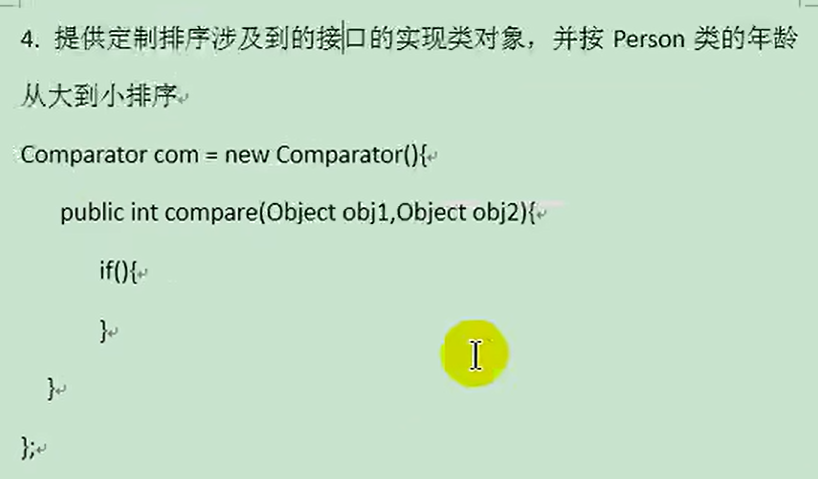 4. 提供定制排序涉及到的接口的实现类对象，并按 Person 类的年龄
从大到小排序
Comparator com = new Comparator(){
public int compare(Object obj1,Object obj2){
if(){
}
}
};